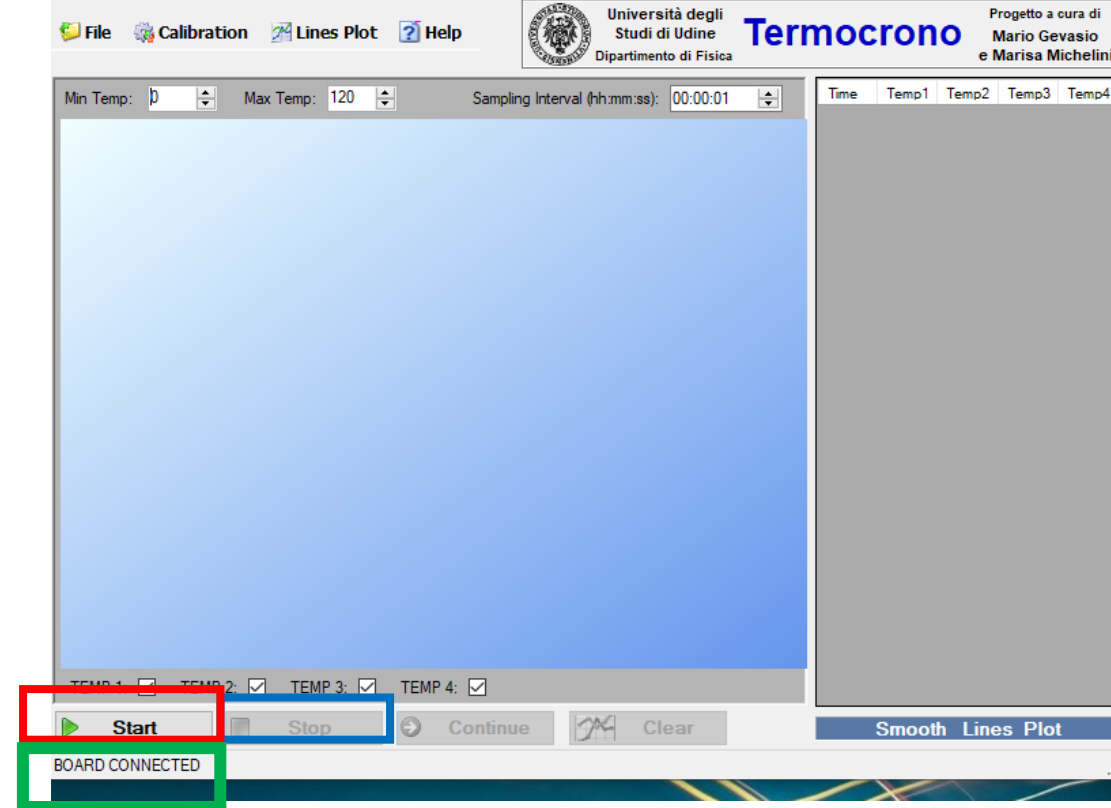 File Calibration Lines Plot Help
Università degli
Studi di Udine
Dipartimento di Fisica
Termocrono
Progetto a cura di
Mario Gevasio
e Marisa Michelini
Min Temp: 0 Max Temp: 120 Sampling Interval (hh:mm:ss): 00:00:01
Time Temp1 Temp2 Temp3 Temp4
TEMP 1: TEMP 2: TEMP 3: TEMP 4:
Start Stop Continue Clear
Smooth Lines Plot
BOARD CONNECTED